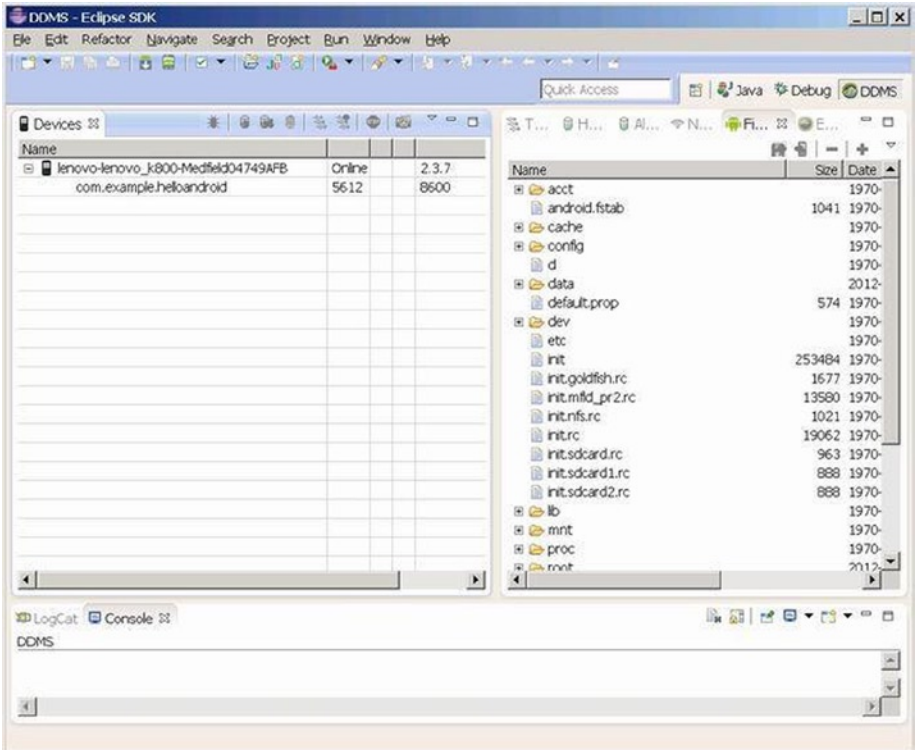 DDMS - Eclipse SDK
File Edit Refactor Navigate Search Project Run Window Help
Quick Access Java Debug DDMS
Devices T... H... Al... N... Fi... E...
Name
lenovo-lenovo_k800-Medfield04749AFB Online 2.3.7
com.example.helloandroid 5612 8600
Name Size Date
acct 1970-
android.fstab 1041 1970-
cache 1970-
config 1970-
d 1970-
data 2012-
default.prop 574 1970-
dev 1970-
etc 1970-
init 253484 1970-
init.goldfish.rc 1677 1970-
init.mfld_pr2.rc 13580 1970-
init.nfs.rc 1021 1970-
init.rc 19062 1970-
init.sdcard.rc 963 1970-
init.sdcard1.rc 888 1970-
init.sdcard2.rc 888 1970-
lib 1970-
mnt 1970-
proc 1970-
root 2012-
LogCat Console
DDMS